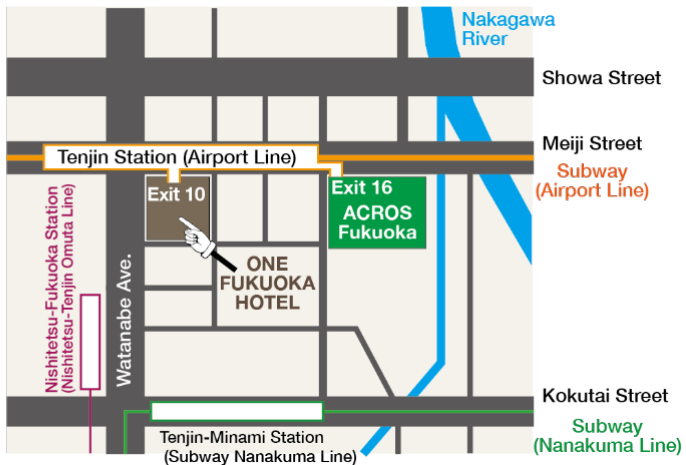 Nakagawa
River
Showa Street
Meiji Street
Tenjin Station (Airport Line)
Subway
(Airport Line)
Exit 10
Exit 16
ACROS
Fukuoka
ONE
FUKUOKA
HOTEL
Nishitetsu-Fukuoka Station
(Nishitetsu-Tenjin Omuta Line)
Watanabe Ave.
Kokutai Street
Subway
(Nanakuma Line)
Tenjin-Minami Station
(Subway Nanakuma Line)